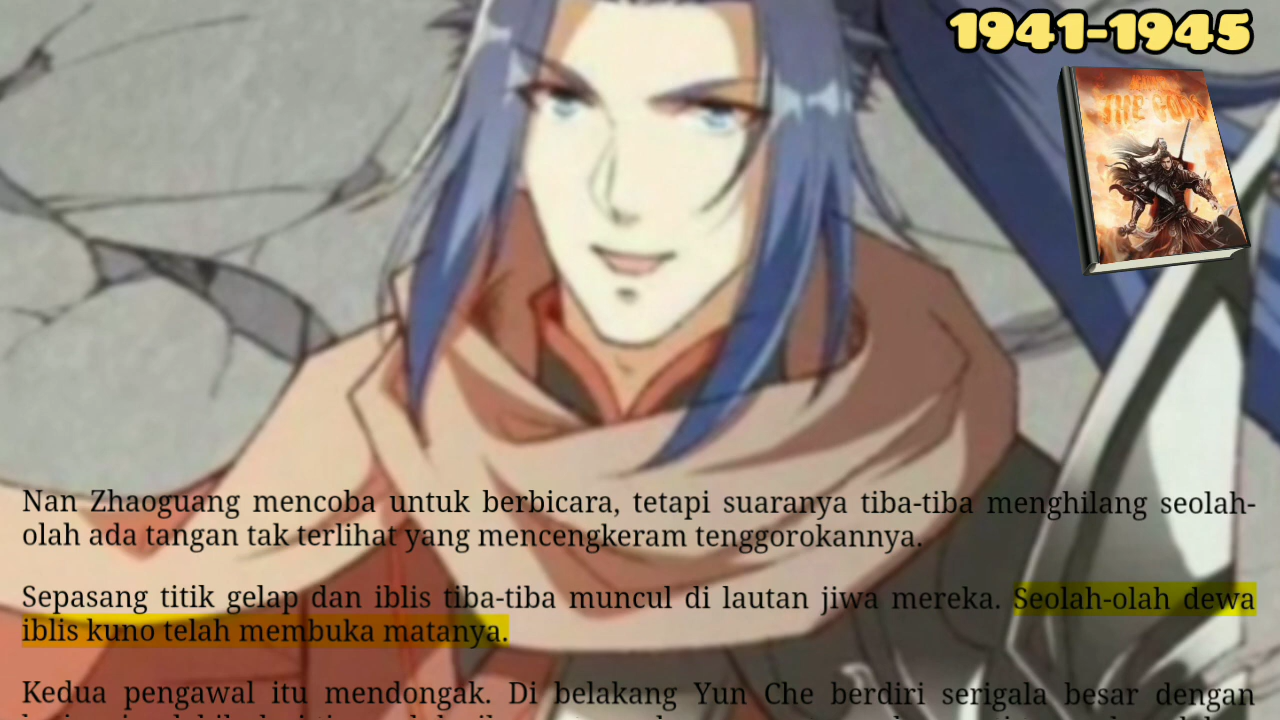 1941-1945
THE GODS
Nan Zhaoguang mencoba untuk berbicara, tetapi suaranya tiba-tiba menghilang seolah-
olah ada tangan tak terlihat yang mencengkeram tenggorokannya.
Sepasang titik gelap dan iblis tiba-tiba muncul di lautan jiwa mereka. Seolah-olah dewa
iblis kuno telah membuka matanya.
Kedua pengawal itu mendongak. Di belakang Yun Che berdiri serigala besar dengan